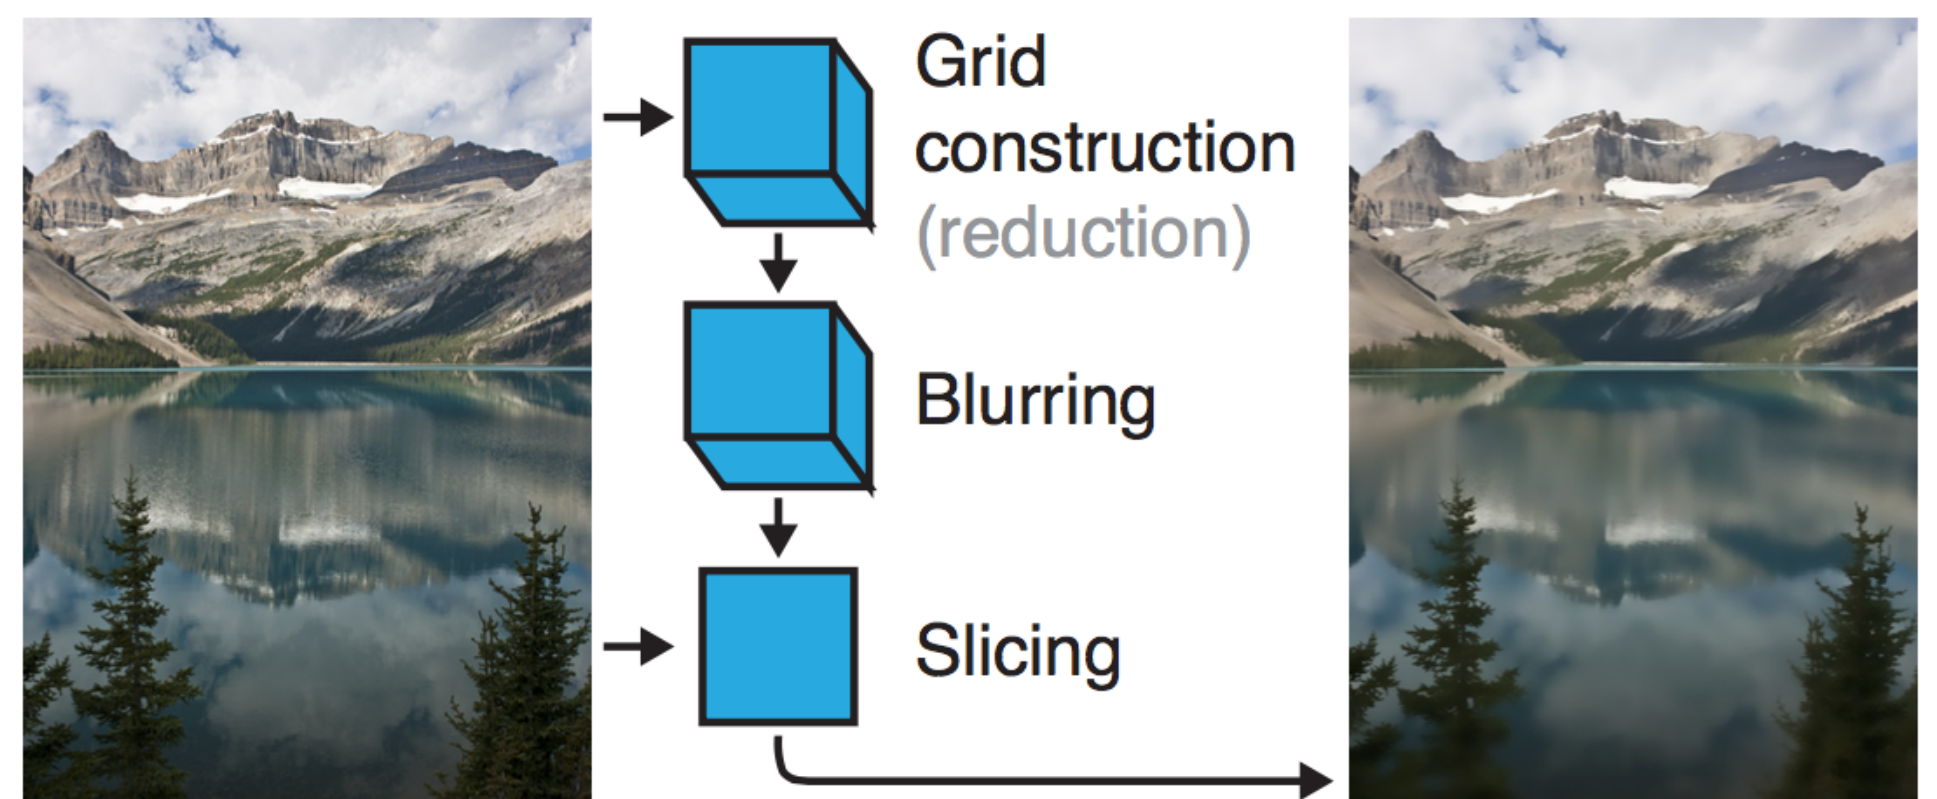 Grid
construction
(reduction)
Blurring
Slicing